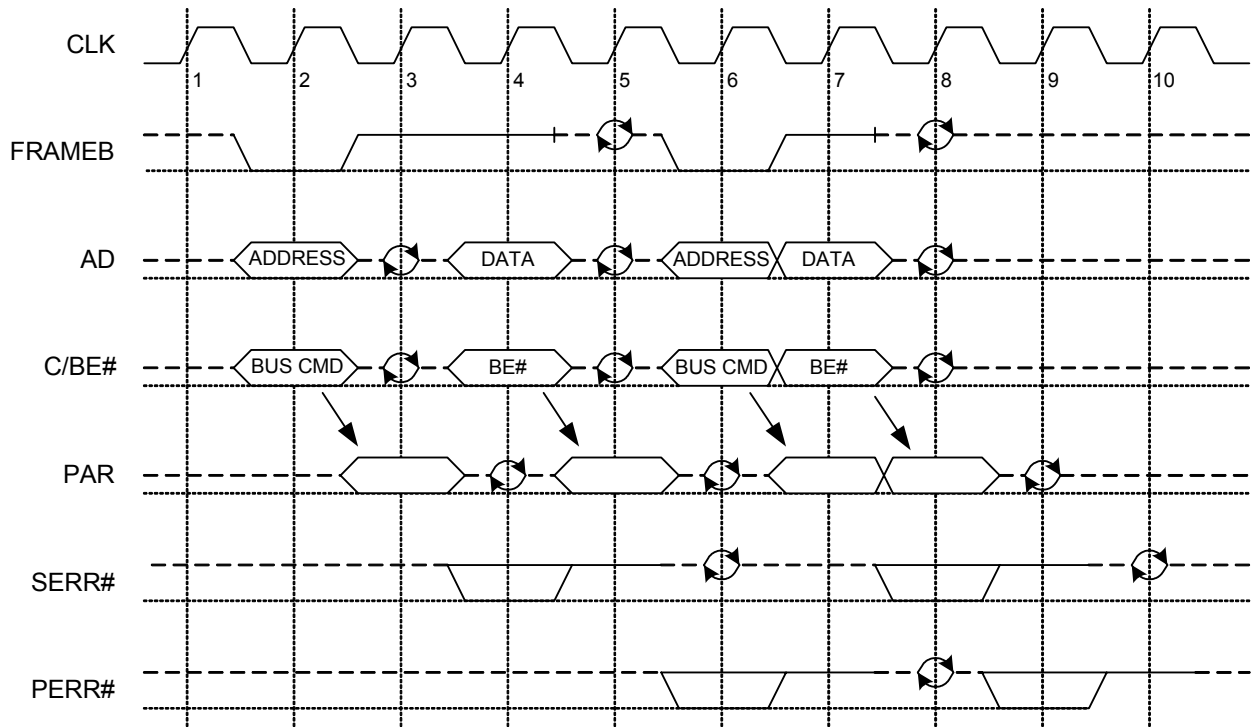 CLK
1 2 3 4 5 6 7 8 9 10
FRAMEB
AD
ADDRESS DATA ADDRESS DATA
C/BE#
BUS CMD BE# BUS CMD BE#
PAR
SERR#
PERR#